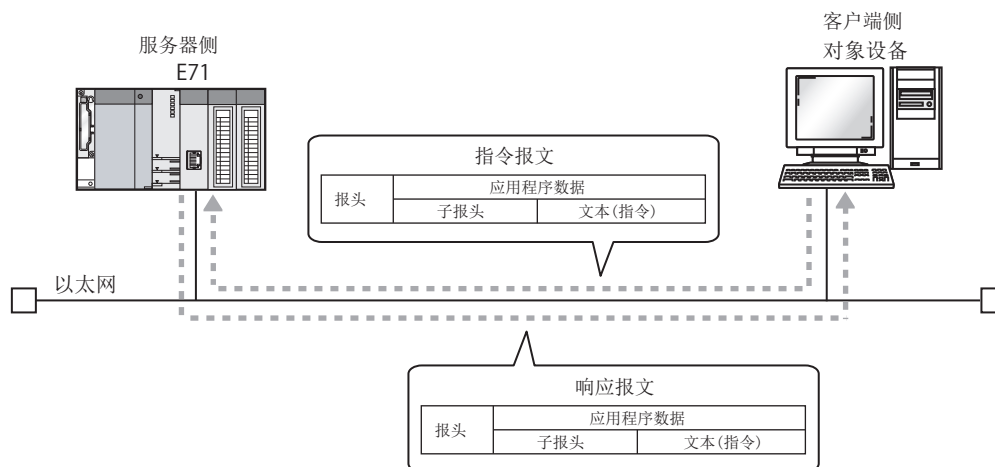 客户端侧
对象设备
服务器侧
E71
指令报文
报头
应用程序数据
子报头
文本(指令)
以太网
响应报文
报头
应用程序数据
子报头
文本(指令)